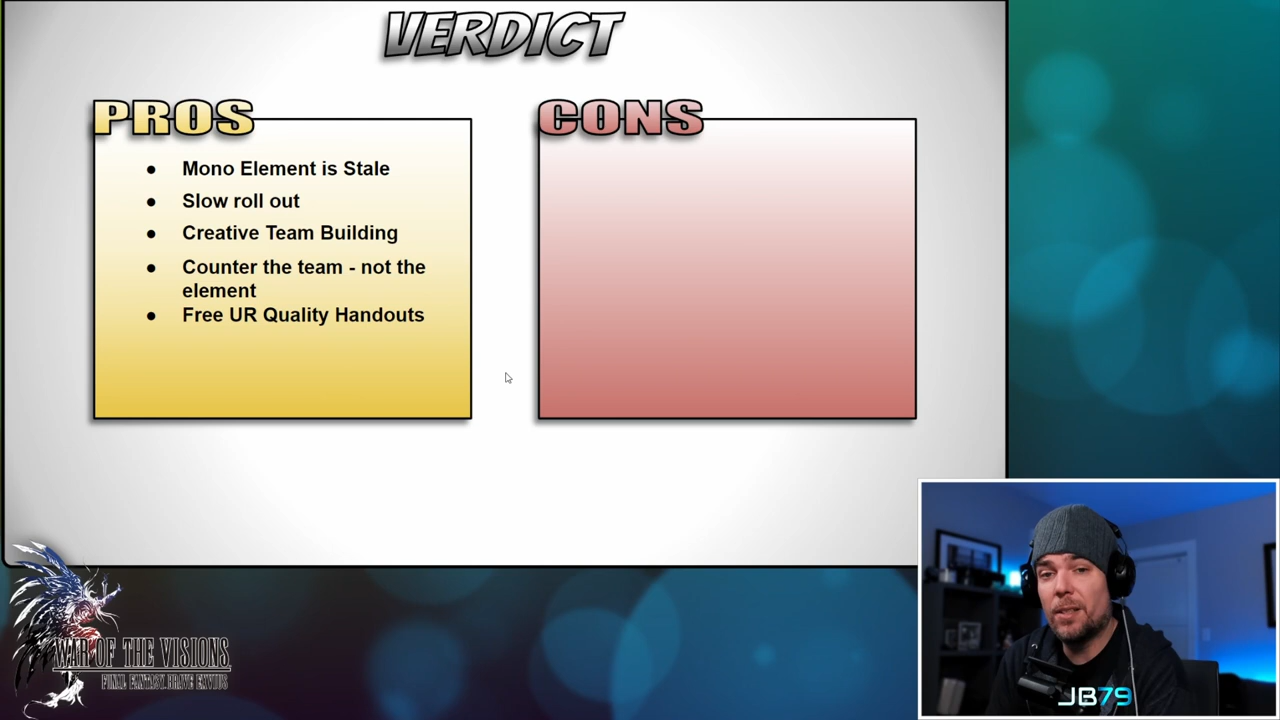 VERDICT
PROS
CONS
Mono Element is Stale
Slow roll out
Creative Team Building
Counter the team - not the
element
Free UR Quality Handouts
WAR OF THE VISIONS
FINAL FANTASY BRAVE EXVIUS
JB79